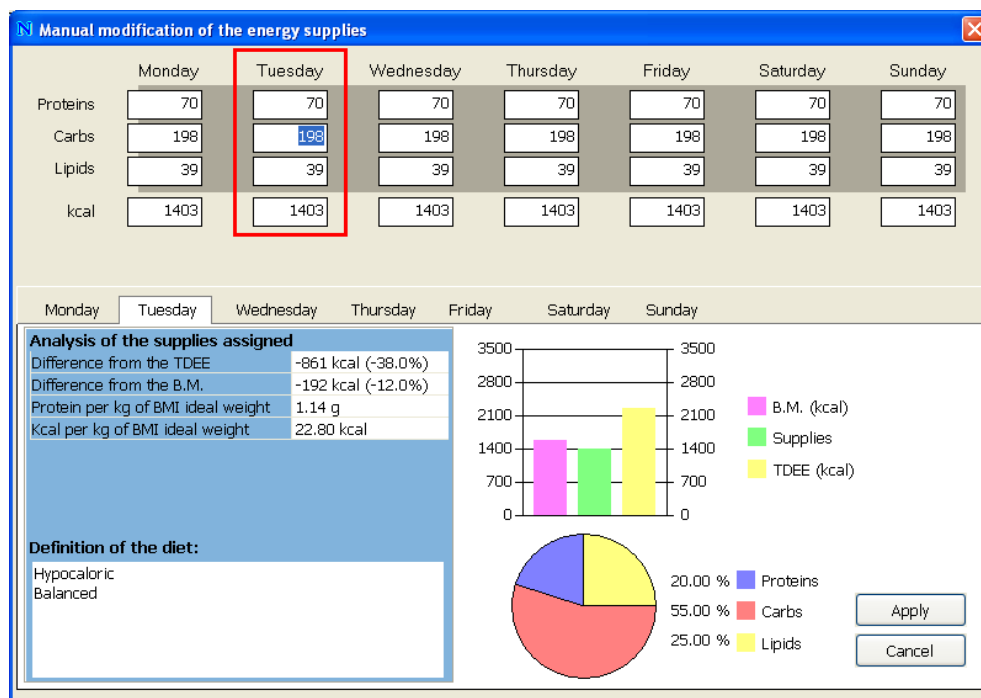 N Manual modification of the energy supplies
Monday Tuesday Wednesday Thursday Friday Saturday Sunday
Proteins 70 70 70 70 70 70 70
Carbs 198 198 198 198 198 198 198
Lipids 39 39 39 39 39 39 39
kcal 1403 1403 1403 1403 1403 1403 1403
Monday Tuesday Wednesday Thursday Friday Saturday Sunday
Analysis of the supplies assigned
Difference from the TDEE -861 kcal (-38.0%)
Difference from the B.M. -192 kcal (-12.0%)
Protein per kg of BMI ideal weight 1.14 g
Kcal per kg of BMI ideal weight 22.80 kcal
Definition of the diet:
Hypocaloric
Balanced
3500 3500
2800 2800
2100 2100
1400 1400
700 700
0 0
B.M. (kcal)
Supplies
TDEE (kcal)
20.00 % Proteins
55.00 % Carbs
25.00 % Lipids
Apply
Cancel